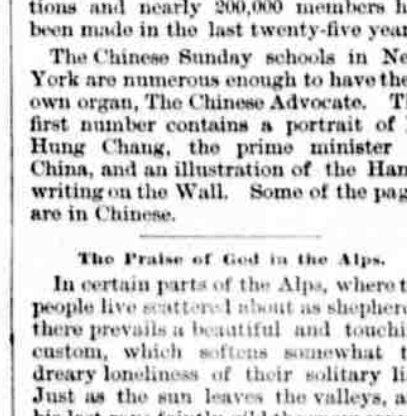 tions and nearly 200,000 members h
been made in the last twenty-five year
The Chinese Sunday schools in Ne
York are numerous enough to have the
own organ, The Chinese Advocate. T
first number contains a portrait of
Hung Chang, the prime minister
China, and an illustration of the Han
writing on the Wall. Some of the pag
are in Chinese.
The Praise of God in the Alps.
In certain parts of the Alps, where t
people live scattered about as shepher
there prevails a beautiful and touchi
custom, which softens somewhat t
dreary loneliness of their solitary li
Just as the sun leaves the valleys, a